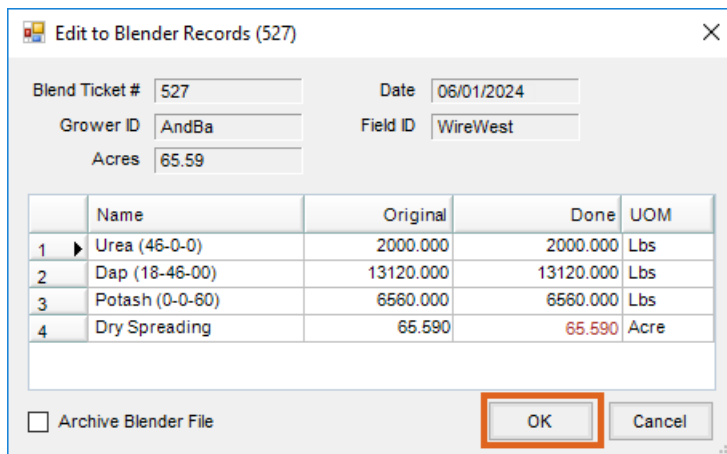 Edit to Blender Records (527)
Blend Ticket # 527 Date 06/01/2024
Grower ID AndBa Field ID WireWest
Acres 65.59
Name Original Done UOM
1 Urea (46-0-0) 2000.000 2000.000 Lbs
2 Dap (18-46-00) 13120.000 13120.000 Lbs
3 Potash (0-0-60) 6560.000 6560.000 Lbs
4 Dry Spreading 65.590 65.590 Acre
Archive Blender File OK Cancel